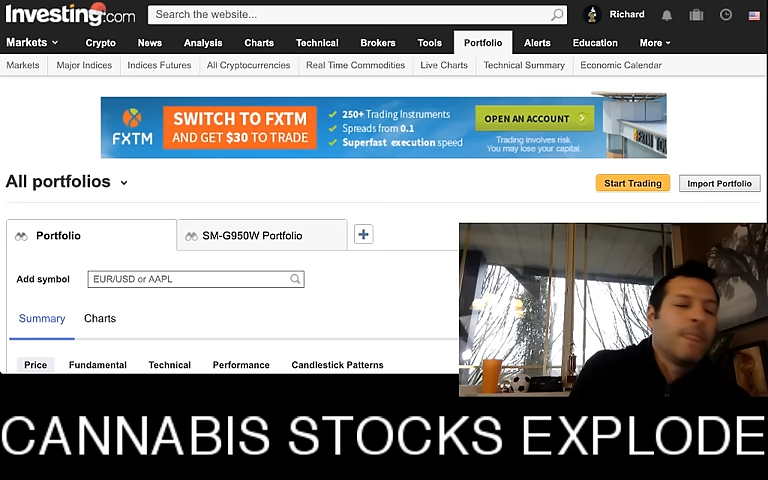 Investing.com
Search the website...
Richard
Markets Crypto News Analysis Charts Technical Brokers Tools Portfolio Alerts Education More
Markets Major Indices Indices Futures All Cryptocurrencies Real Time Commodities Live Charts Technical Summary Economic Calendar
FXTM
SWITCH TO FXTM
AND GET $30 TO TRADE
250+ Trading Instruments
Spreads from 0.1
Superfast execution speed
OPEN AN ACCOUNT
Trading involves risk.
You may lose your capital.
All portfolios
Start Trading
Import Portfolio
Portfolio
SM-G950W Portfolio
Add symbol
EUR/USD or AAPL
Summary Charts
Price Fundamental Technical Performance Candlestick Patterns
CANNABIS STOCKS EXPLODE